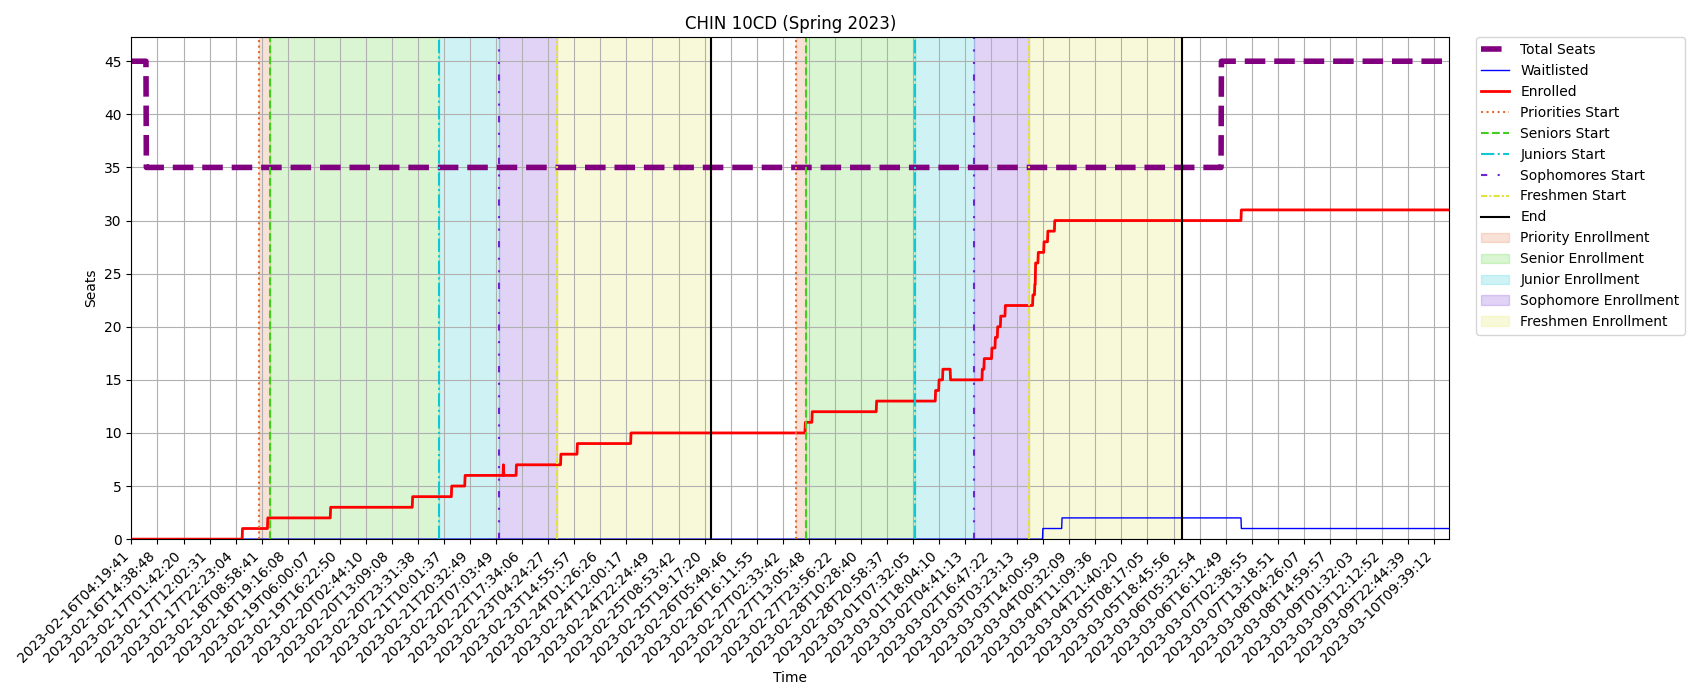 CHIN 10CD (Spring 2023)
Seats
45
40
35
30
25
20
15
10
5
0
2023-02-16T04:19:41
2023-02-16T14:38:48
2023-02-17T01:42:20
2023-02-17T12:02:31
2023-02-17T22:23:04
2023-02-18T08:58:41
2023-02-18T19:16:08
2023-02-19T06:00:07
2023-02-19T16:22:50
2023-02-20T02:44:10
2023-02-20T13:09:08
2023-02-20T23:31:38
2023-02-21T10:01:37
2023-02-21T20:32:49
2023-02-22T07:03:49
2023-02-22T17:34:06
2023-02-23T04:24:27
2023-02-23T14:55:57
2023-02-24T01:26:26
2023-02-24T12:00:17
2023-02-24T22:24:49
2023-02-25T08:53:42
2023-02-25T19:17:20
2023-02-26T05:49:46
2023-02-26T16:11:55
2023-02-27T02:33:42
2023-02-27T13:05:48
2023-02-27T23:56:22
2023-02-28T10:28:40
2023-02-28T20:58:37
2023-03-01T07:32:05
2023-03-01T18:04:10
2023-03-02T04:41:13
2023-03-02T16:47:22
2023-03-03T03:23:13
2023-03-03T14:00:59
2023-03-04T00:32:09
2023-03-04T11:09:36
2023-03-04T21:40:20
2023-03-05T08:17:05
2023-03-05T18:45:56
2023-03-06T05:32:54
2023-03-06T16:12:49
2023-03-07T02:38:55
2023-03-07T13:18:51
2023-03-08T04:26:07
2023-03-08T14:59:57
2023-03-09T01:32:03
2023-03-09T12:12:52
2023-03-09T22:44:39
2023-03-10T09:39:12
Time
Total Seats
Waitlisted
Enrolled
Priorities Start
Seniors Start
Juniors Start
Sophomores Start
Freshmen Start
End
Priority Enrollment
Senior Enrollment
Junior Enrollment
Sophomore Enrollment
Freshmen Enrollment